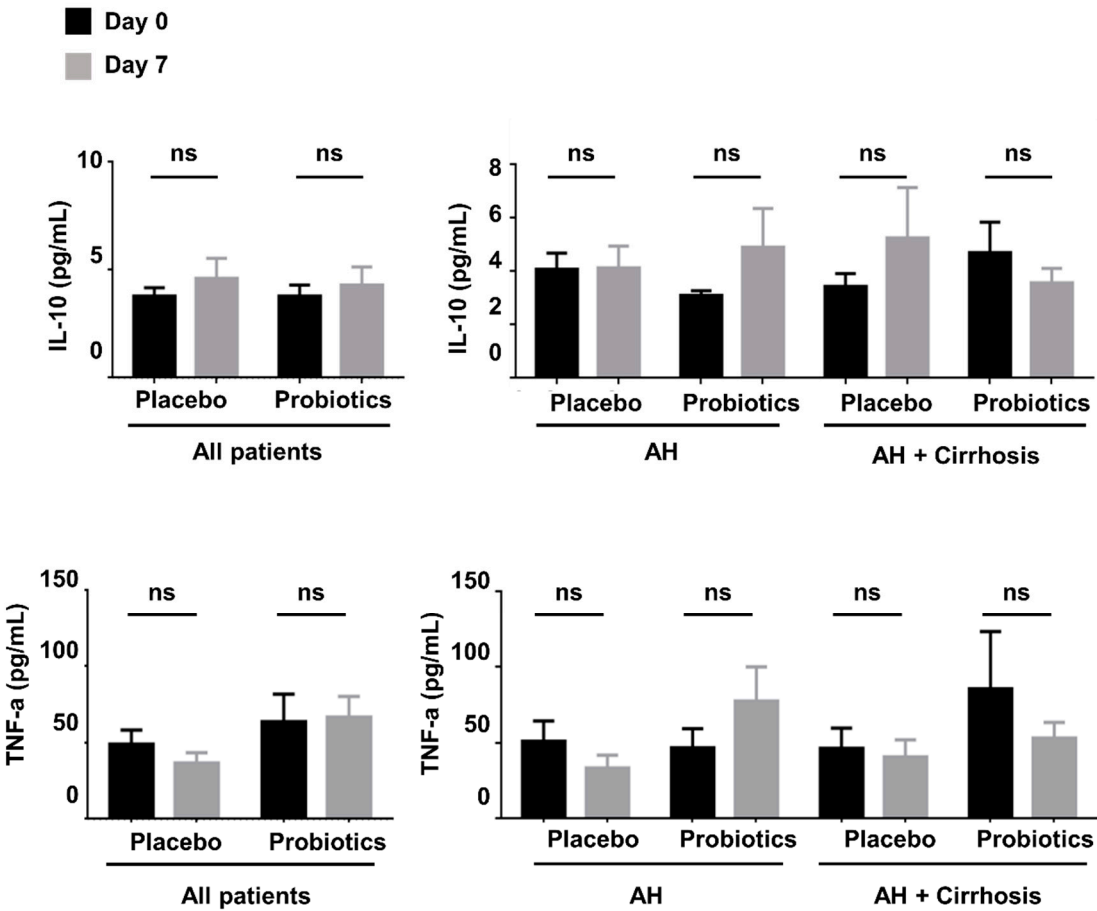 Day 0
Day 7
IL-10 (pg/mL)
10
5
0
ns ns
Placebo Probiotics
All patients
IL-10 (pg/mL)
8
6
4
2
0
ns ns ns ns
Placebo Probiotics Placebo Probiotics
AH AH + Cirrhosis
TNF-a (pg/mL)
150
100
50
0
ns ns
Placebo Probiotics
All patients
TNF-a (pg/mL)
150
100
50
0
ns ns ns ns
Placebo Probiotics Placebo Probiotics
AH AH + Cirrhosis